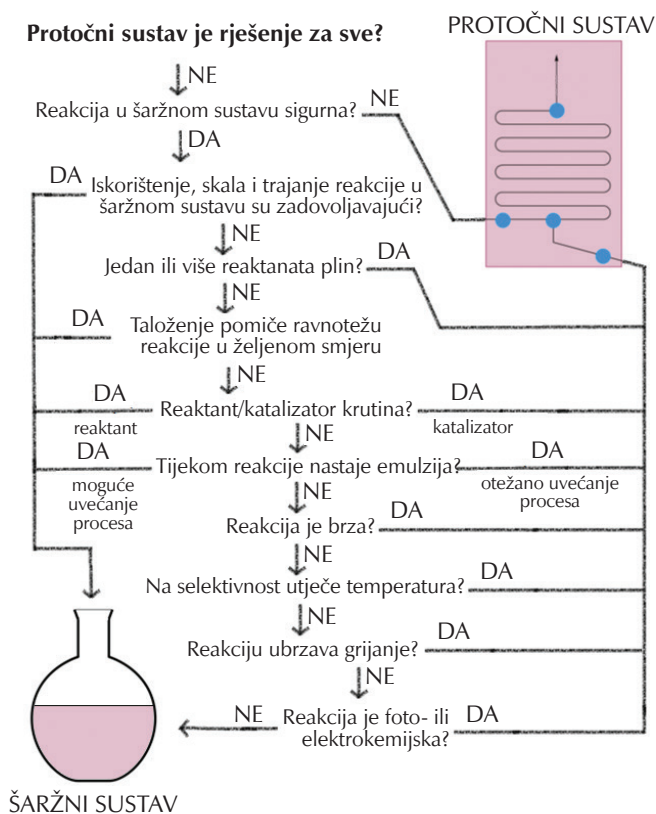 Protočni sustav je rješenje za sve?
PROTOČNI SUSTAV
NE
Reakcija u šaržnom sustavu sigurna?
NE
DA
DA
Iskorištenje, skala i trajanje reakcije u
šaržnom sustavu su zadovoljavajući?
NE
Jedan ili više reaktanata plin?
DA
NE
DA
Taloženje pomiče ravnotežu
reakcije u željenom smjeru
NE
DA
reaktant
Reaktant/katalizator krutina?
DA
katalizator
NE
DA
moguće
uvećanje
procesa
Tijekom reakcije nastaje emulzija?
DA
otežano uvećanje
procesa
NE
Reakcija je brza?
DA
NE
Na selektivnost utječe temperatura?
DA
NE
Reakciju ubrzava grijanje?
DA
NE
NE
Reakcija je foto- ili
elektrokemijska?
DA
ŠARŽNI SUSTAV